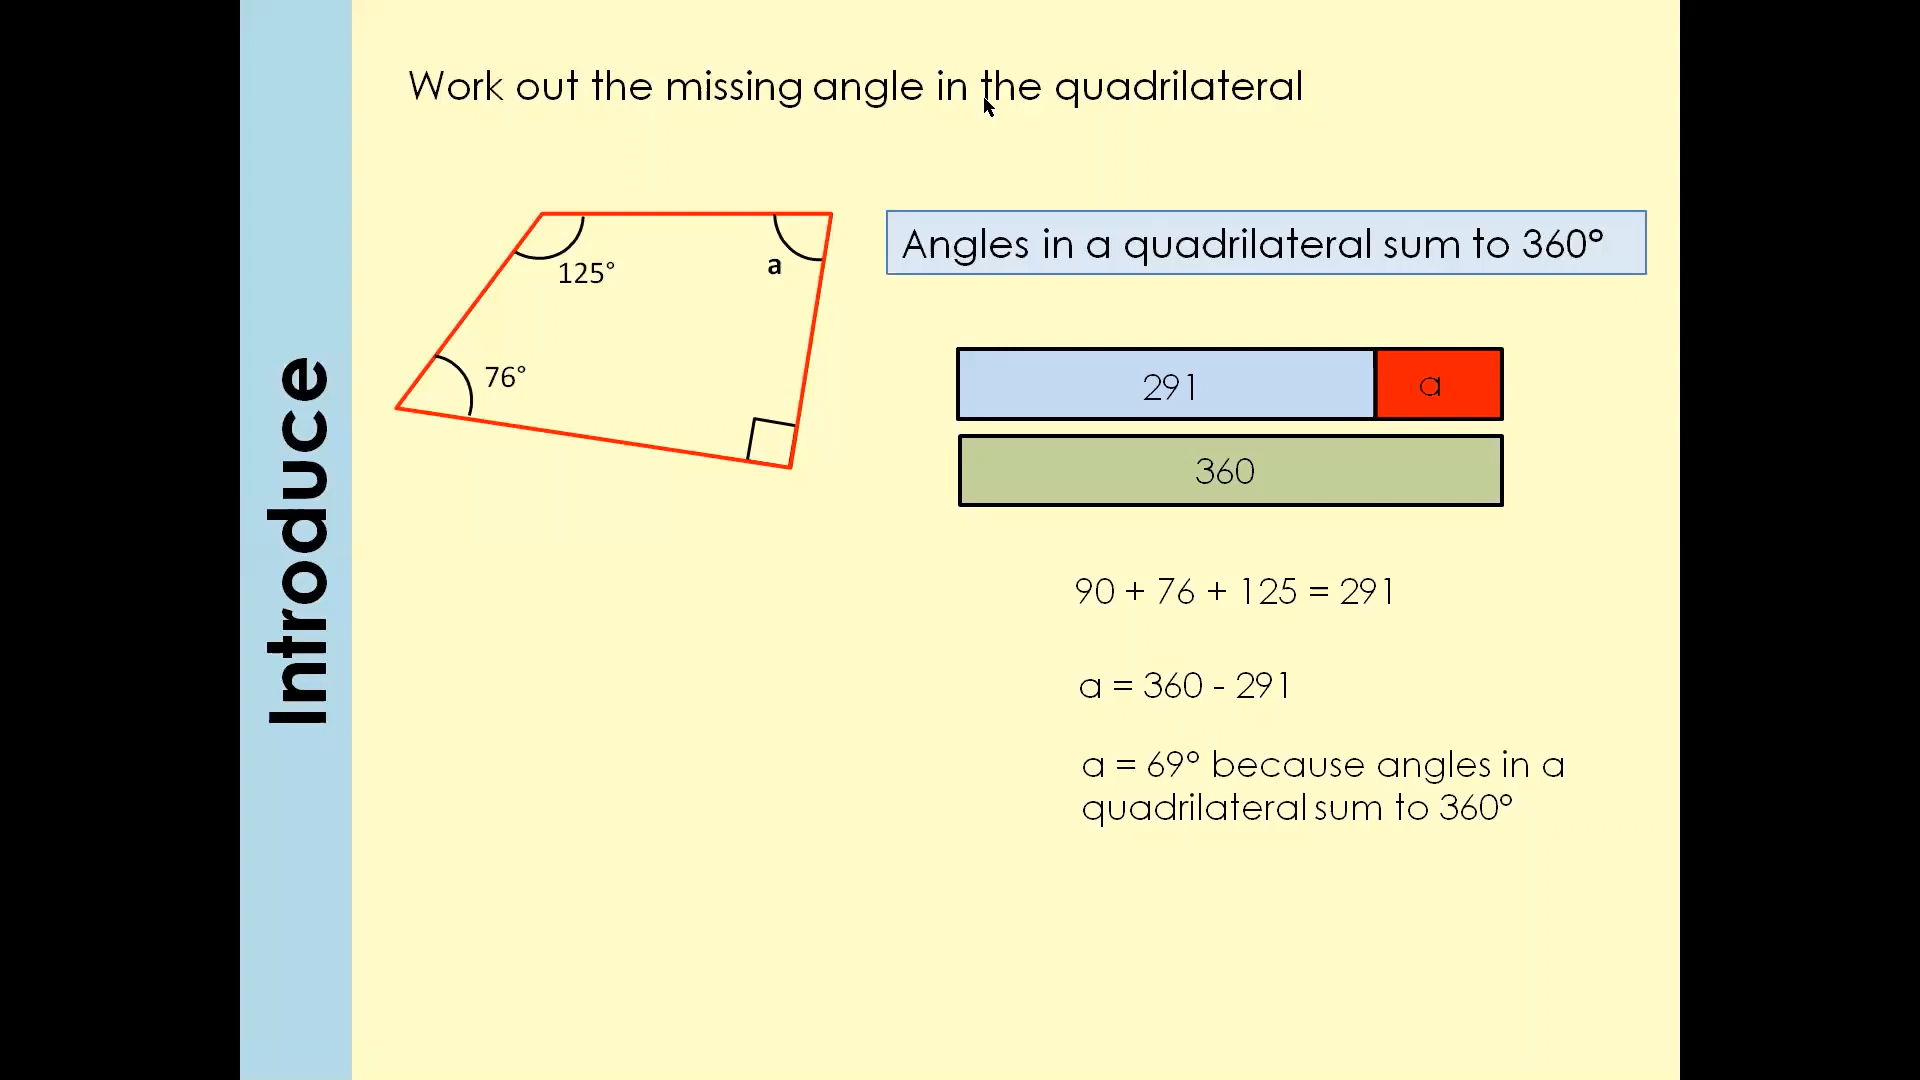 Introduce
Work out the missing angle in the quadrilateral
125°
a
76°
Angles in a quadrilateral sum to 360°
291
a
360
90 + 76 + 125 = 291
a = 360 - 291
a = 69° because angles in a
quadrilateral sum to 360°